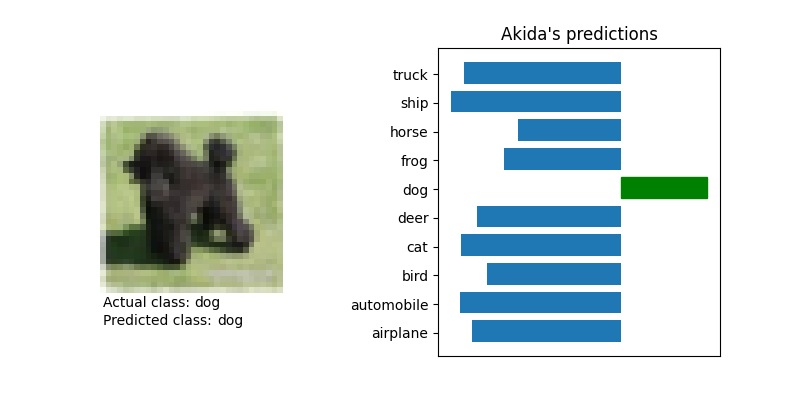 Akida's predictions
truck
ship
horse
frog
dog
deer
cat
bird
automobile
airplane
Actual class: dog
Predicted class: dog